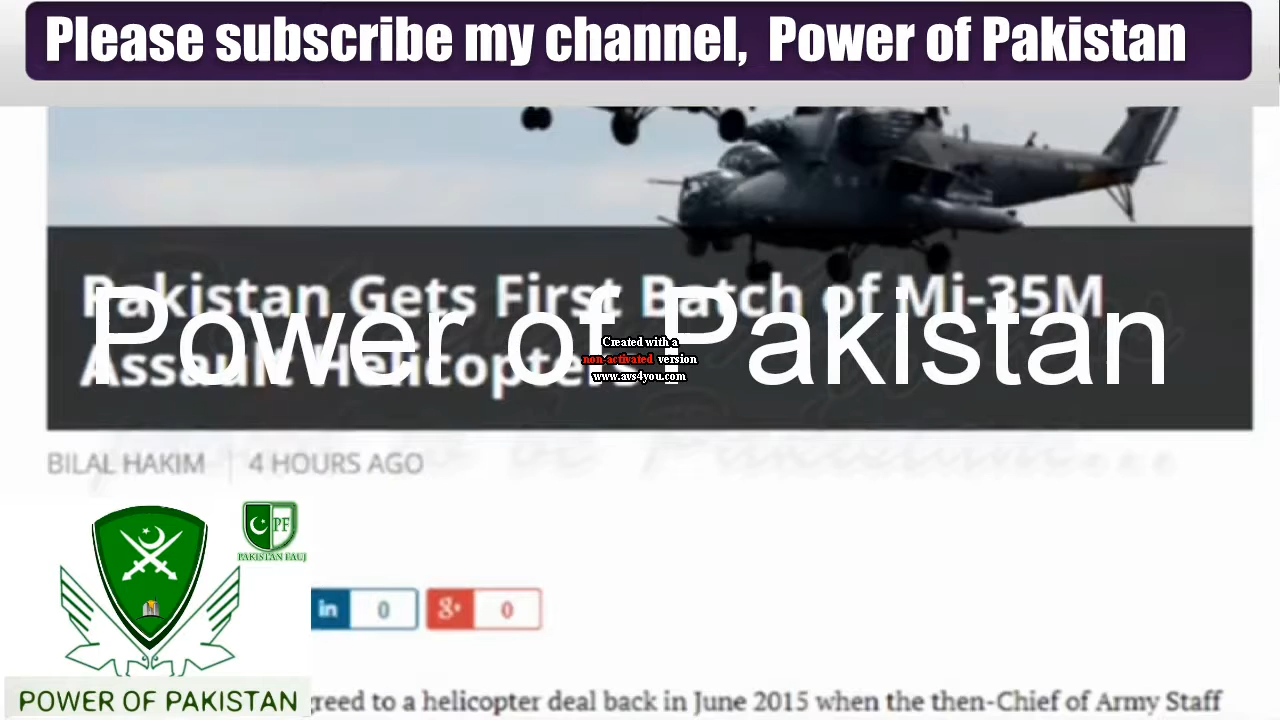 Please subscribe my channel, Power of Pakistan
Pakistan Gets First Batch of Mi-35M
Power of Pakistan
Assault Helicopters
Created with a
non-activated version
www.avs4you.com
BILAL HAKIM | 4 HOURS AGO
PF
PAKISTAN FAUJ
in 0 g+ 0
POWER OF PAKISTAN
greed to a helicopter deal back in June 2015 when the then-Chief of Army Staff